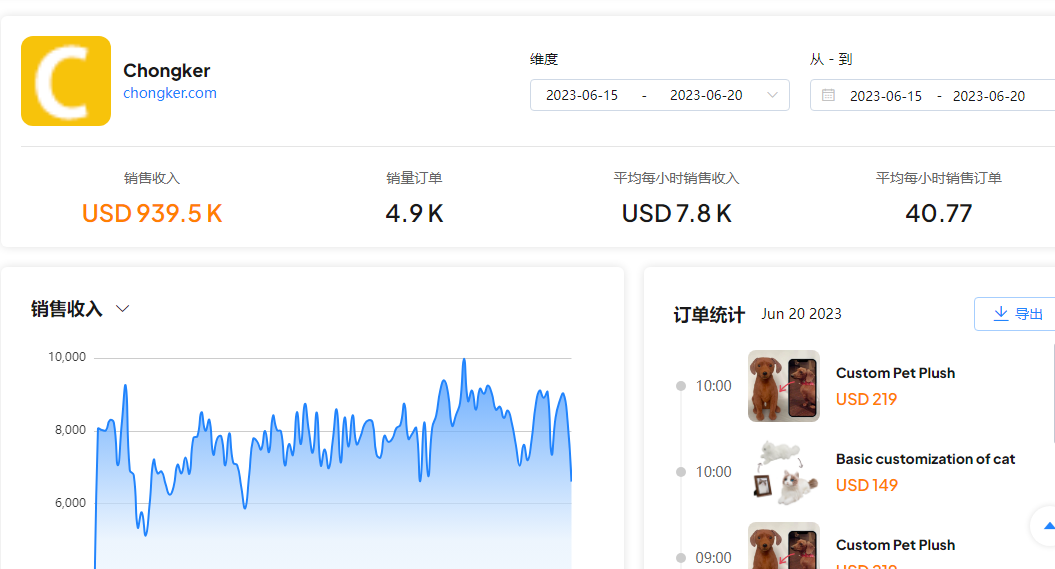 C
Chongker
chongker.com
维度
2023-06-15 - 2023-06-20
从 - 到
2023-06-15 - 2023-06-20
销售收入
USD 939.5 K
销量订单
4.9 K
平均每小时销售收入
USD 7.8 K
平均每小时销售订单
40.77
销售收入
10,000
8,000
6,000
订单统计 Jun 20 2023
导出
10:00
Custom Pet Plush
USD 219
10:00
Basic customization of cat
USD 149
09:00
Custom Pet Plush
USD 219